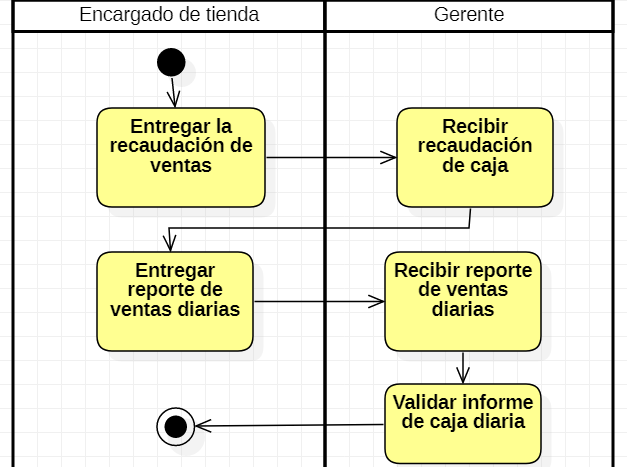 Encargado de tienda
Gerente
Entregar la
recaudación de
ventas
Recibir
recaudación
de caja
Entregar
reporte de
ventas diarias
Recibir reporte
de ventas
diarias
Validar informe
de caja diaria